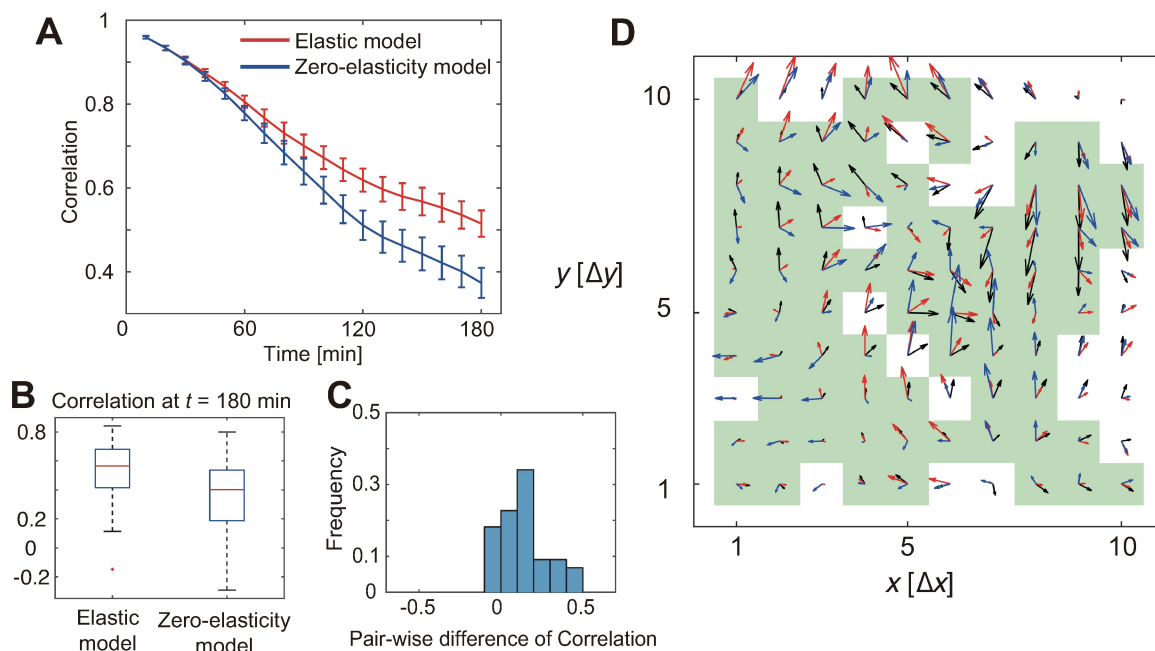 A
1
0.8
0.6
0.4
Correlation
Elastic model
Zero-elasticity model
0
60
120
180
Time [min]
B
Correlation at t = 180 min
0.8
0.2
0
-0.2
Elastic
model
Zero-elasticity
model
C
0.5
0.3
0.1
0
Frequency
-0.5
0
0.5
Pair-wise difference of Correlation
D
10
5
1
y [Δy]
1
5
10
x [Δx]